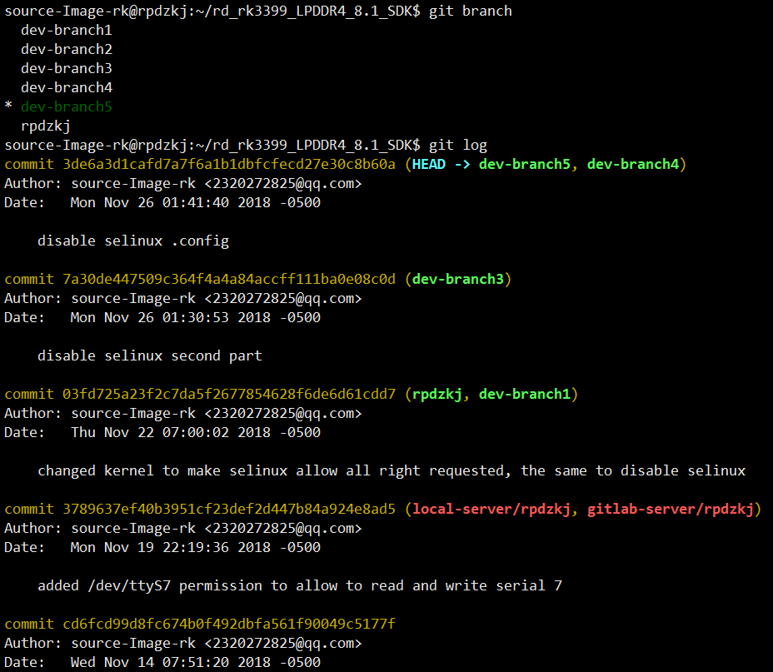 source-Image-rk@rpdzkj:~/rd_rk3399_LPDDR4_8.1_SDK$ git branch
  dev-branch1
  dev-branch2
  dev-branch3
  dev-branch4
* dev-branch5
  rpdzkj
source-Image-rk@rpdzkj:~/rd_rk3399_LPDDR4_8.1_SDK$ git log
commit 3de6a3d1cafd7a7f6a1b1dbfcfecd27e30c8b60a (HEAD -> dev-branch5, dev-branch4)
Author: source-Image-rk <2320272825@qq.com>
Date:   Mon Nov 26 01:41:40 2018 -0500
    disable selinux .config
commit 7a30de447509c364f4a4a84accff111ba0e08c0d (dev-branch3)
Author: source-Image-rk <2320272825@qq.com>
Date:   Mon Nov 26 01:30:53 2018 -0500
    disable selinux second part
commit 03fd725a23f2c7da5f2677854628f6de6d61cdd7 (rpdzkj, dev-branch1)
Author: source-Image-rk <2320272825@qq.com>
Date:   Thu Nov 22 07:00:02 2018 -0500
    changed kernel to make selinux allow all right requested, the same to disable selinux
commit 3789637ef40b3951cf23def2d447b84a924e8ad5 (local-server/rpdzkj, gitlab-server/rpdzkj)
Author: source-Image-rk <2320272825@qq.com>
Date:   Mon Nov 19 22:19:36 2018 -0500
    added /dev/ttyS7 permission to allow to read and write serial 7
commit cd6fcd99d8fc674b0f492dbfa561f90049c5177f
Author: source-Image-rk <2320272825@qq.com>
Date:   Wed Nov 14 07:51:20 2018 -0500